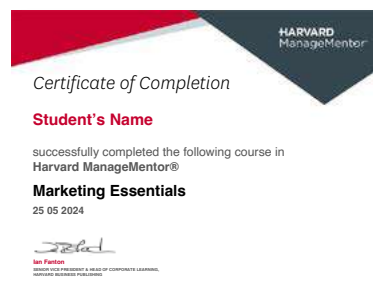 HARVARD
ManageMentor®
Certificate of Completion
Student's Name
successfully completed the following course in
Harvard ManageMentor®
Marketing Essentials
25 05 2024
Ian Fanton
SENIOR VICE PRESIDENT & HEAD OF CORPORATE LEARNING,
HARVARD BUSINESS PUBLISHING